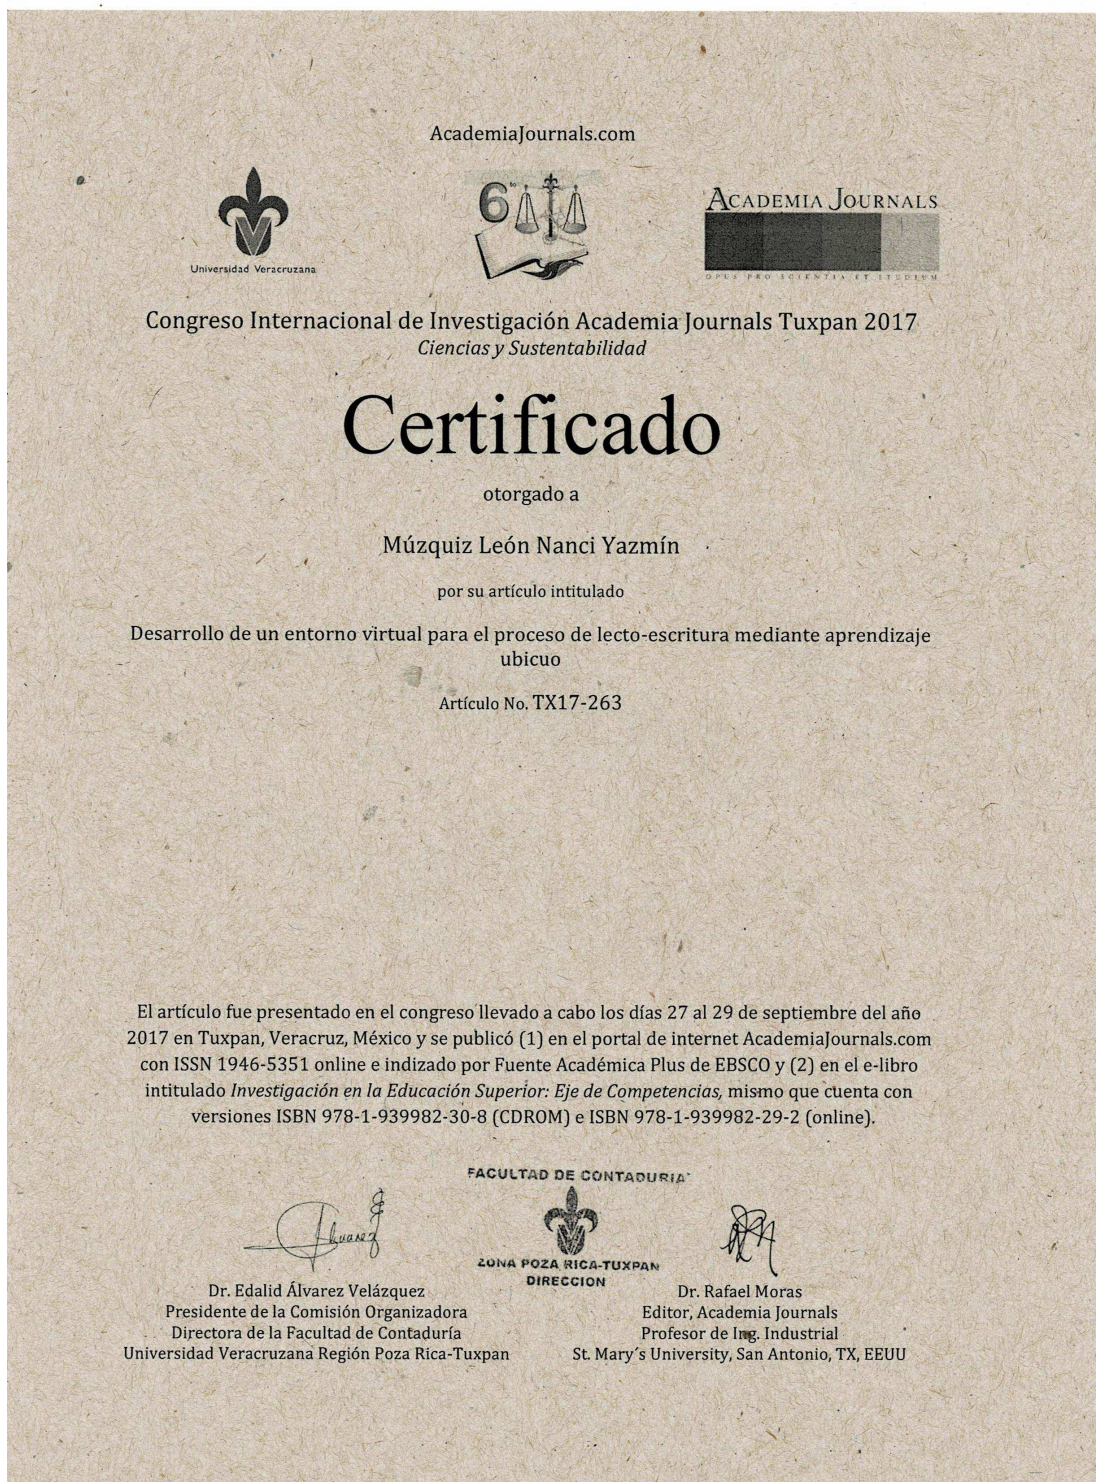 AcademiaJournals.com
Universidad Veracruzana
6to
ACADEMIA JOURNALS
OPUS PRO SCIENTIA ET STUDIUM
Congreso Internacional de Investigación Academia Journals Tuxpan 2017
Ciencias y Sustentabilidad
Certificado
otorgado a
Múzquiz León Nanci Yazmín
por su artículo intitulado
Desarrollo de un entorno virtual para el proceso de lecto-escritura mediante aprendizaje
ubicuo
Artículo No. TX17-263
El artículo fue presentado en el congreso llevado a cabo los días 27 al 29 de septiembre del año
2017 en Tuxpan, Veracruz, México y se publicó (1) en el portal de internet AcademiaJournals.com
con ISSN 1946-5351 online e indizado por Fuente Académica Plus de EBSCO y (2) en el e-libro
intitulado Investigación en la Educación Superior: Eje de Competencias, mismo que cuenta con
versiones ISBN 978-1-939982-30-8 (CDROM) e ISBN 978-1-939982-29-2 (online).
FACULTAD DE CONTADURIA
ZONA POZA RICA-TUXPAN
DIRECCION
Dr. Edalid Álvarez Velázquez
Presidente de la Comisión Organizadora
Directora de la Facultad de Contaduría
Universidad Veracruzana Región Poza Rica-Tuxpan
Dr. Rafael Moras
Editor, Academia Journals
Profesor de Ing. Industrial
St. Mary´s University, San Antonio, TX, EEUU